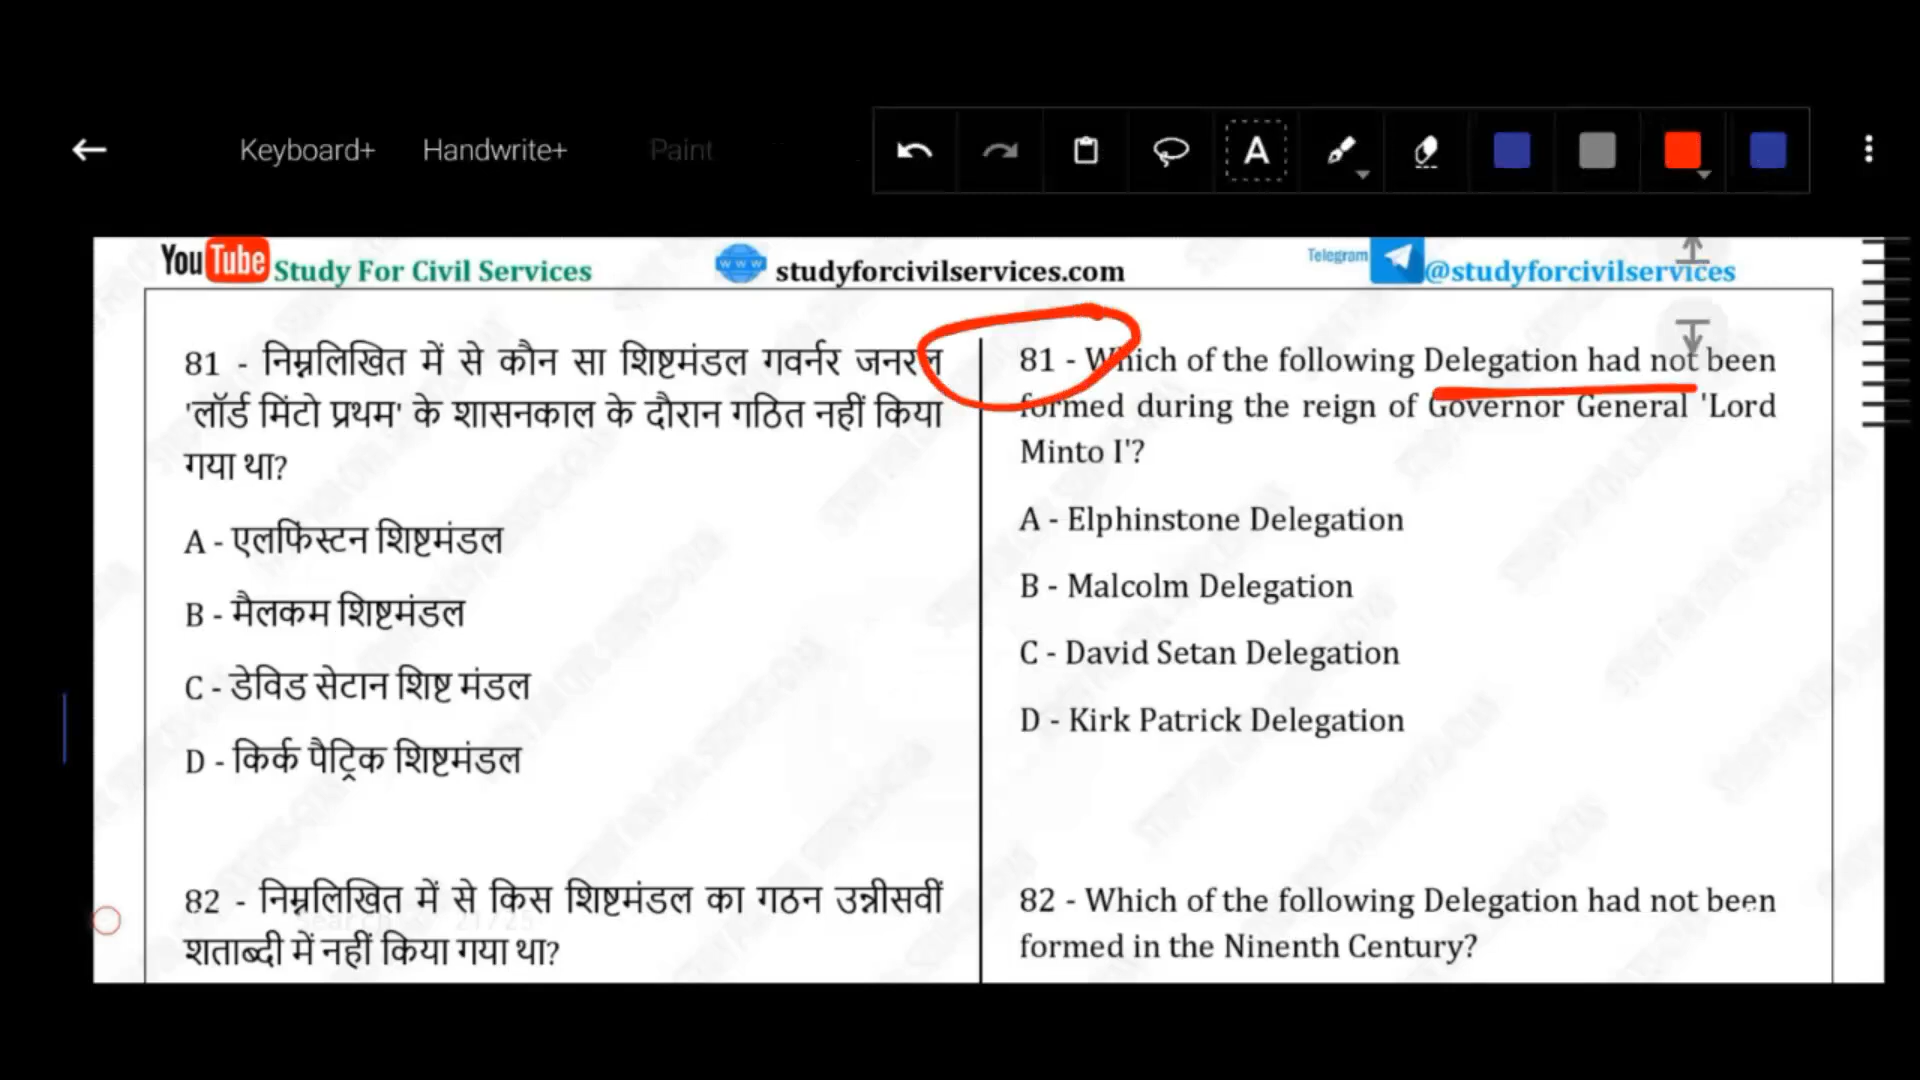 Keyboard+ Handwrite+ Paint
A
YouTube Study For Civil Services
WWW studyforcivilservices.com
Telegram @studyforcivilservices
81 - निम्नलिखित में से कौन सा शिष्टमंडल गवर्नर जनरल
'लॉर्ड मिंटो प्रथम' के शासनकाल के दौरान गठित नहीं किया
गया था?
A - एलफिंस्टन शिष्टमंडल
B - मैलकम शिष्टमंडल
C - डेविड सेटान शिष्ट मंडल
D - किर्क पैट्रिक शिष्टमंडल
82 - निम्नलिखित में से किस शिष्टमंडल का गठन उन्नीसवीं
शताब्दी में नहीं किया गया था?
81 - Which of the following Delegation had not been
formed during the reign of Governor General 'Lord
Minto I'?
A - Elphinstone Delegation
B - Malcolm Delegation
C - David Setan Delegation
D - Kirk Patrick Delegation
82 - Which of the following Delegation had not been
formed in the Ninenth Century?
Search 21/25